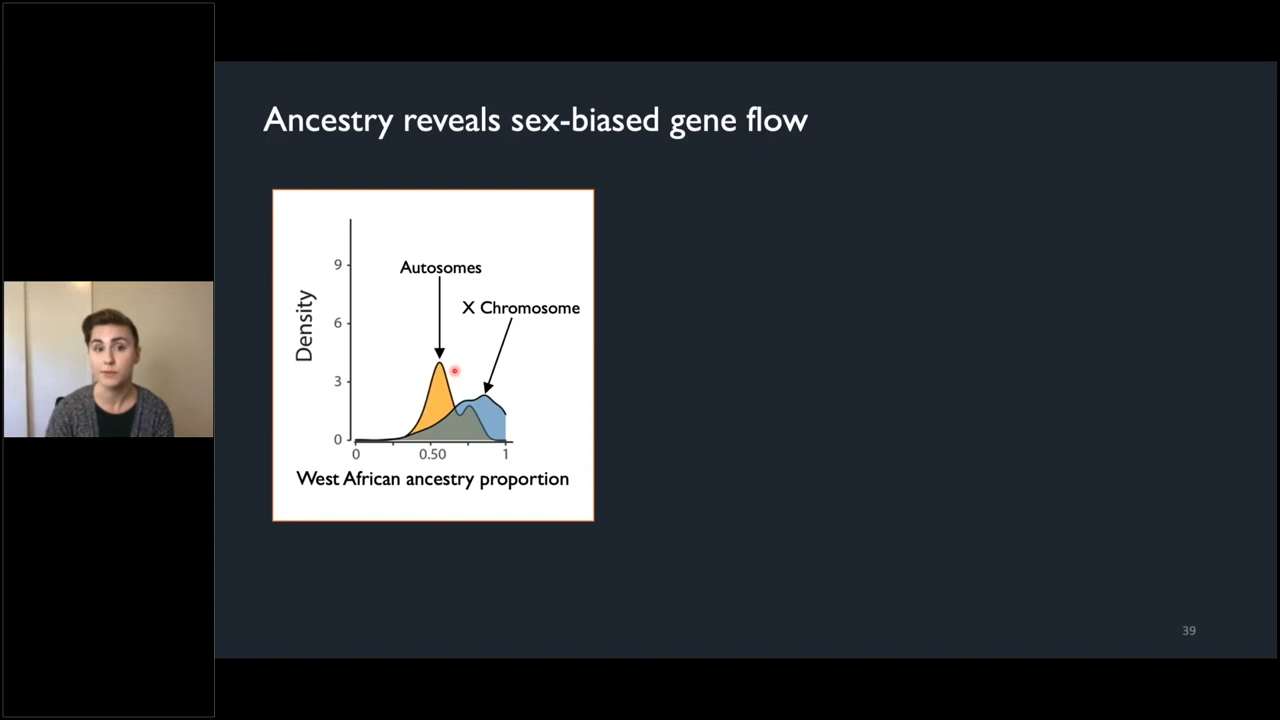 Ancestry reveals sex-biased gene flow
Autosomes
X Chromosome
Density
9
6
3
0
0
0.50
1
West African ancestry proportion
39